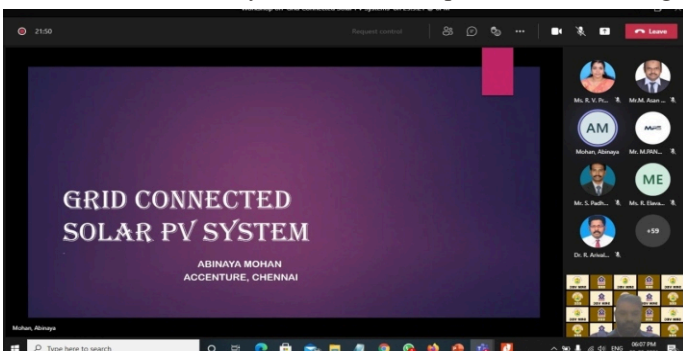 21:50
Request control
Leave
GRID CONNECTED
SOLAR PV SYSTEM
ABINAYA MOHAN
ACCENTURE, CHENNAI
Mohan, Abinaya
Ms. R. V. Pr...
Mr.M. Asan ...
AM
Mohan, Abinaya
Mr. M.PAN...
Mr. S. Padh...
ME
Ms. R. Elava...
Dr. R. Arival...
+59
Type here to search
ENG
06:07 PM